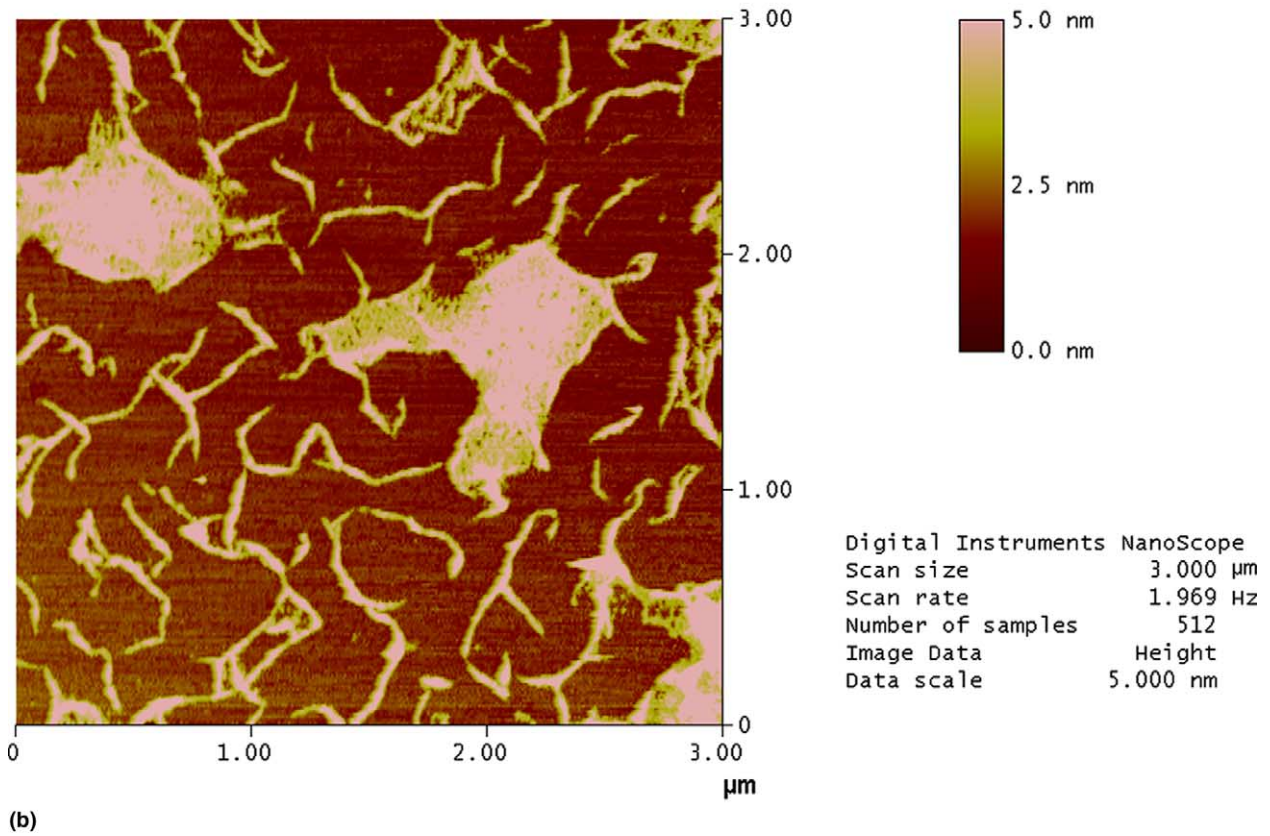 5.0 nm
2.5 nm
0.0 nm
3.00
2.00
1.00
0
0 1.00 2.00 3.00
µm
Digital Instruments NanoScope
Scan size 3.000 µm
Scan rate 1.969 Hz
Number of samples 512
Image Data Height
Data scale 5.000 nm
(b)